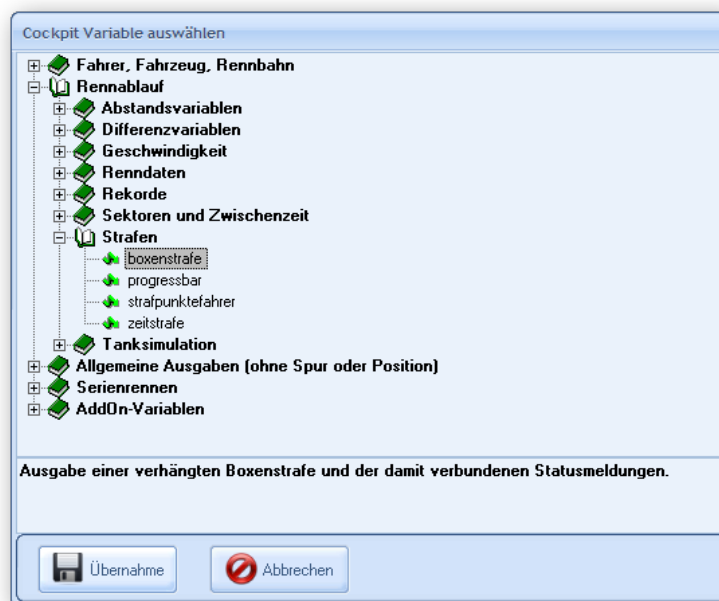 Cockpit Variable auswählen
Fahrer, Fahrzeug, Rennbahn
Rennablauf
Abstandsvariablen
Differenzvariablen
Geschwindigkeit
Renndaten
Rekorde
Sektoren und Zwischenzeit
Strafen
boxenstrafe
progressbar
strafpunktefahrer
zeitstrafe
Tanksimulation
Allgemeine Ausgaben (ohne Spur oder Position)
Serienrennen
AddOn-Variablen
Ausgabe einer verhängten Boxenstrafe und der damit verbundenen Statusmeldungen.
Übernahme Abbrechen